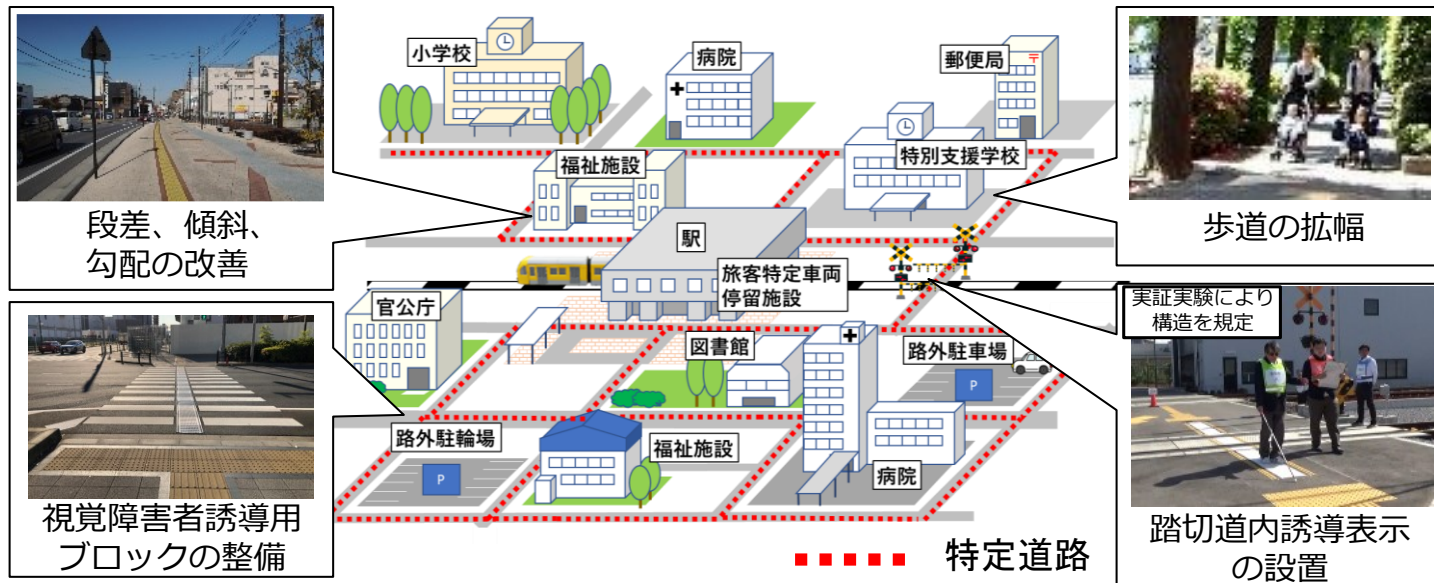 段差、傾斜、
勾配の改善
視覚障害者誘導用
ブロックの整備
小学校
病院
郵便局
〒
福祉施設
特別支援学校
駅
旅客特定車両
停留施設
官公庁
図書館
路外駐車場
P
路外駐輪場
P
福祉施設
病院
特定道路
歩道の拡幅
実証実験により
構造を規定
踏切道内誘導表示
の設置